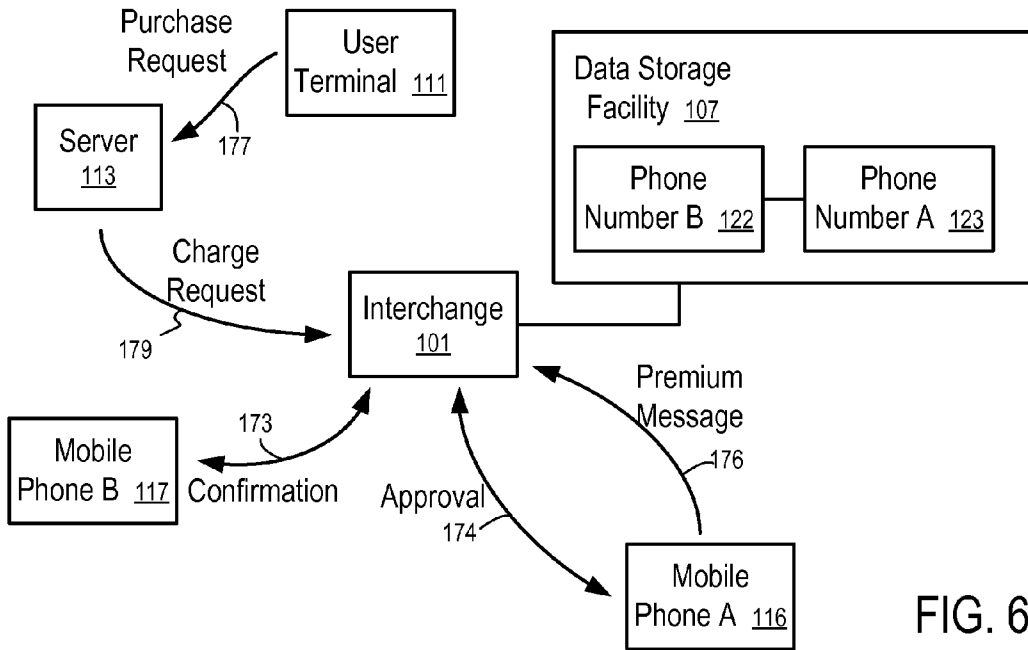 Purchase
Request
177
User
Terminal 111
Server
113
Data Storage
Facility 107
Phone
Number B 122
Phone
Number A 123
Charge
Request
179
Interchange
101
173
Confirmation
Mobile
Phone B 117
Approval
174
Premium
Message
176
Mobile
Phone A 116
FIG. 6